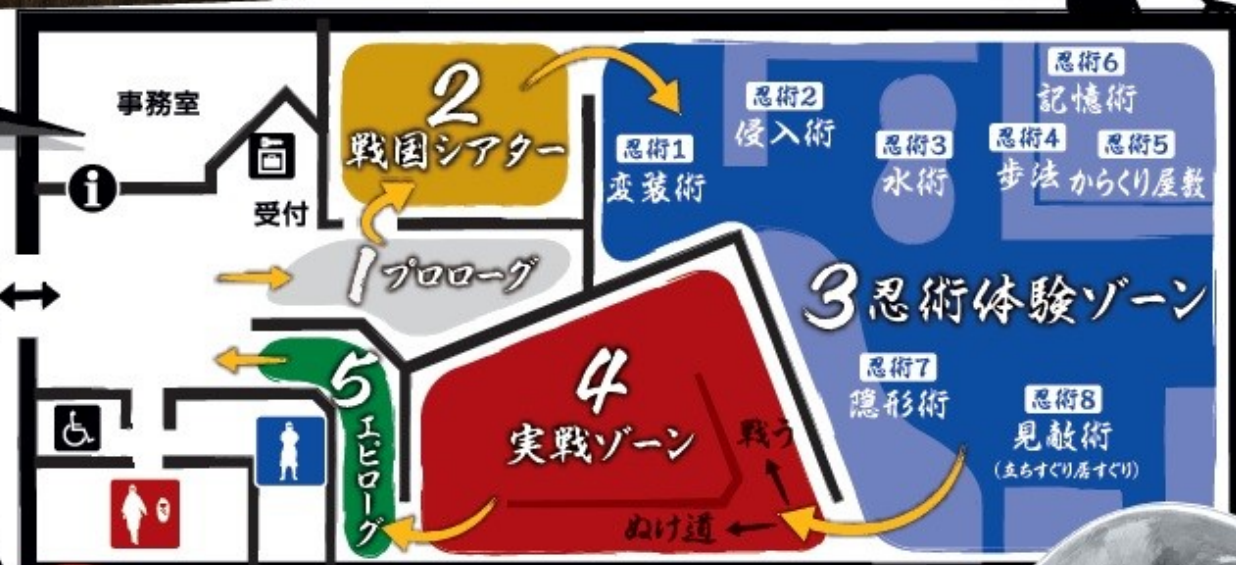 事務室
受付
1 プロローグ
2
戦国シアター
3 忍術体験ゾーン
忍術1
変装術
忍術2
侵入術
忍術3
水術
忍術4
歩法
忍術5
からくり屋敷
忍術6
記憶術
忍術7
隠形術
忍術8
見敵術
(立ちすぐり居すぐり)
4
実戦ゾーン
戦う
ぬけ道
5
エピローグ